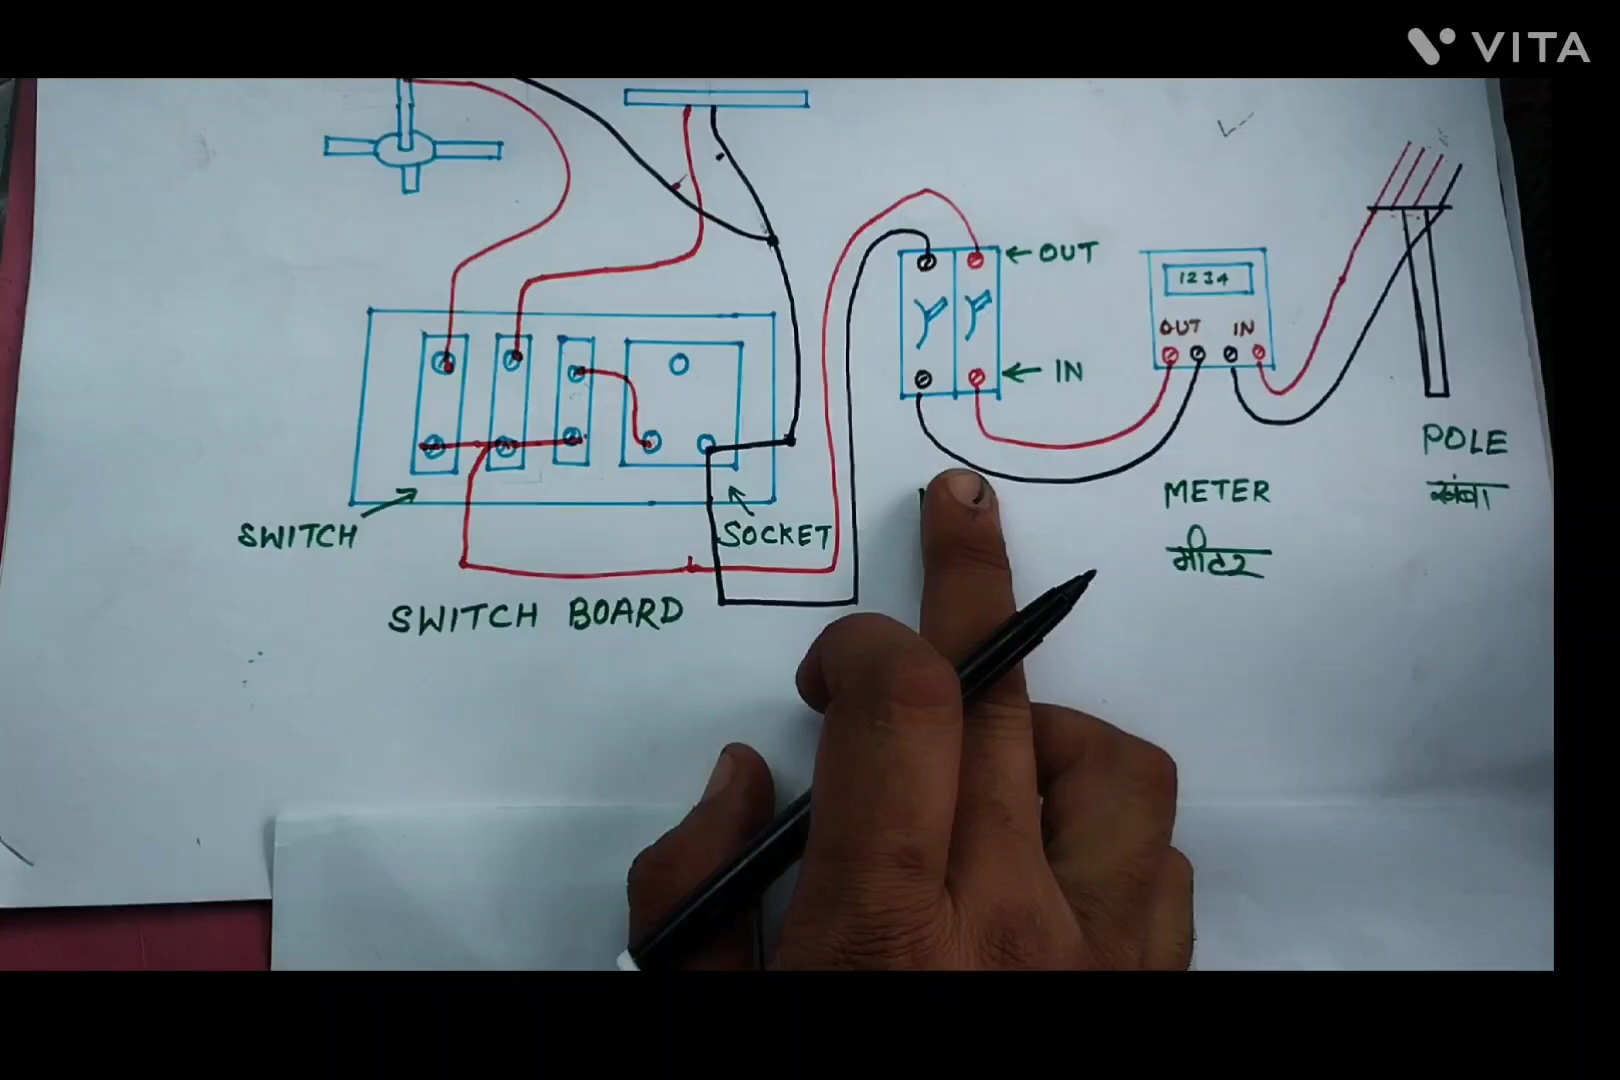 VITA
OUT
1234
OUT IN
IN
POLE
खंबा
METER
मीटर
SWITCH
SOCKET
SWITCH BOARD